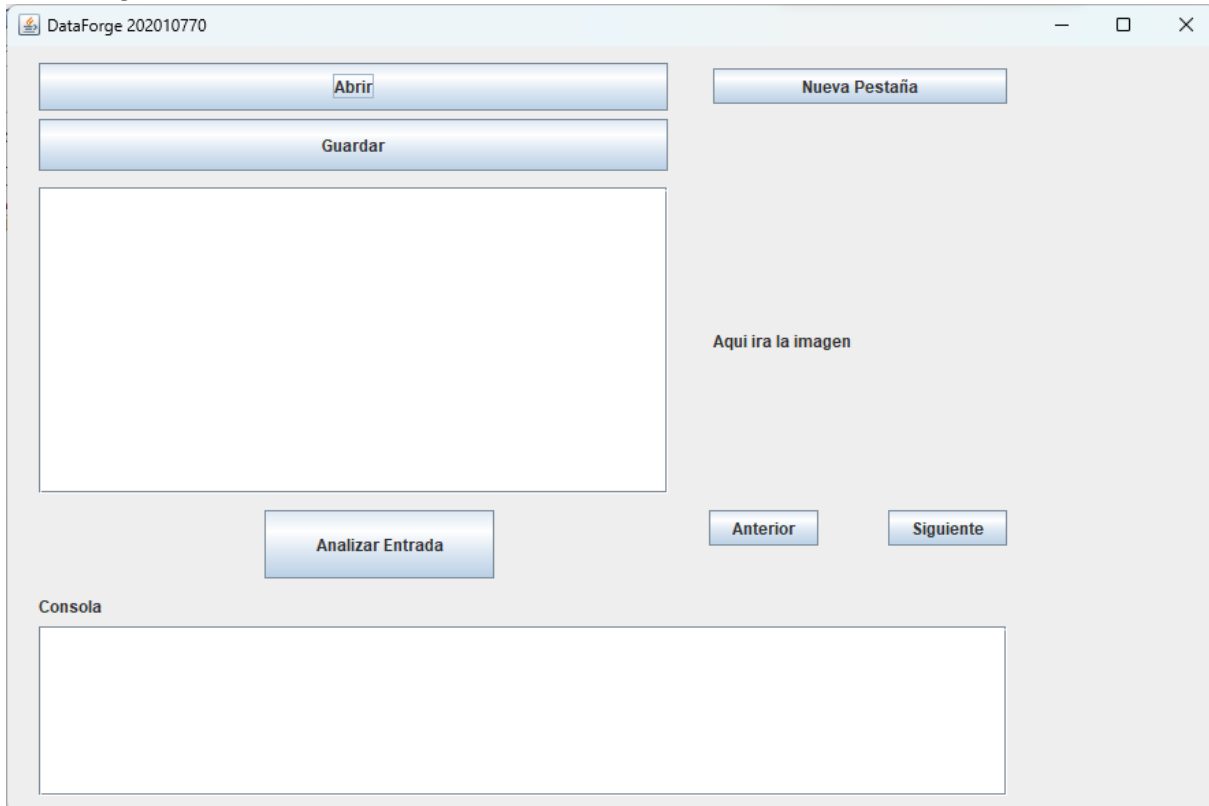 DataForge 202010770
Abrir
Nueva Pestaña
Guardar
Aqui ira la imagen
Analizar Entrada
Anterior
Siguiente
Consola